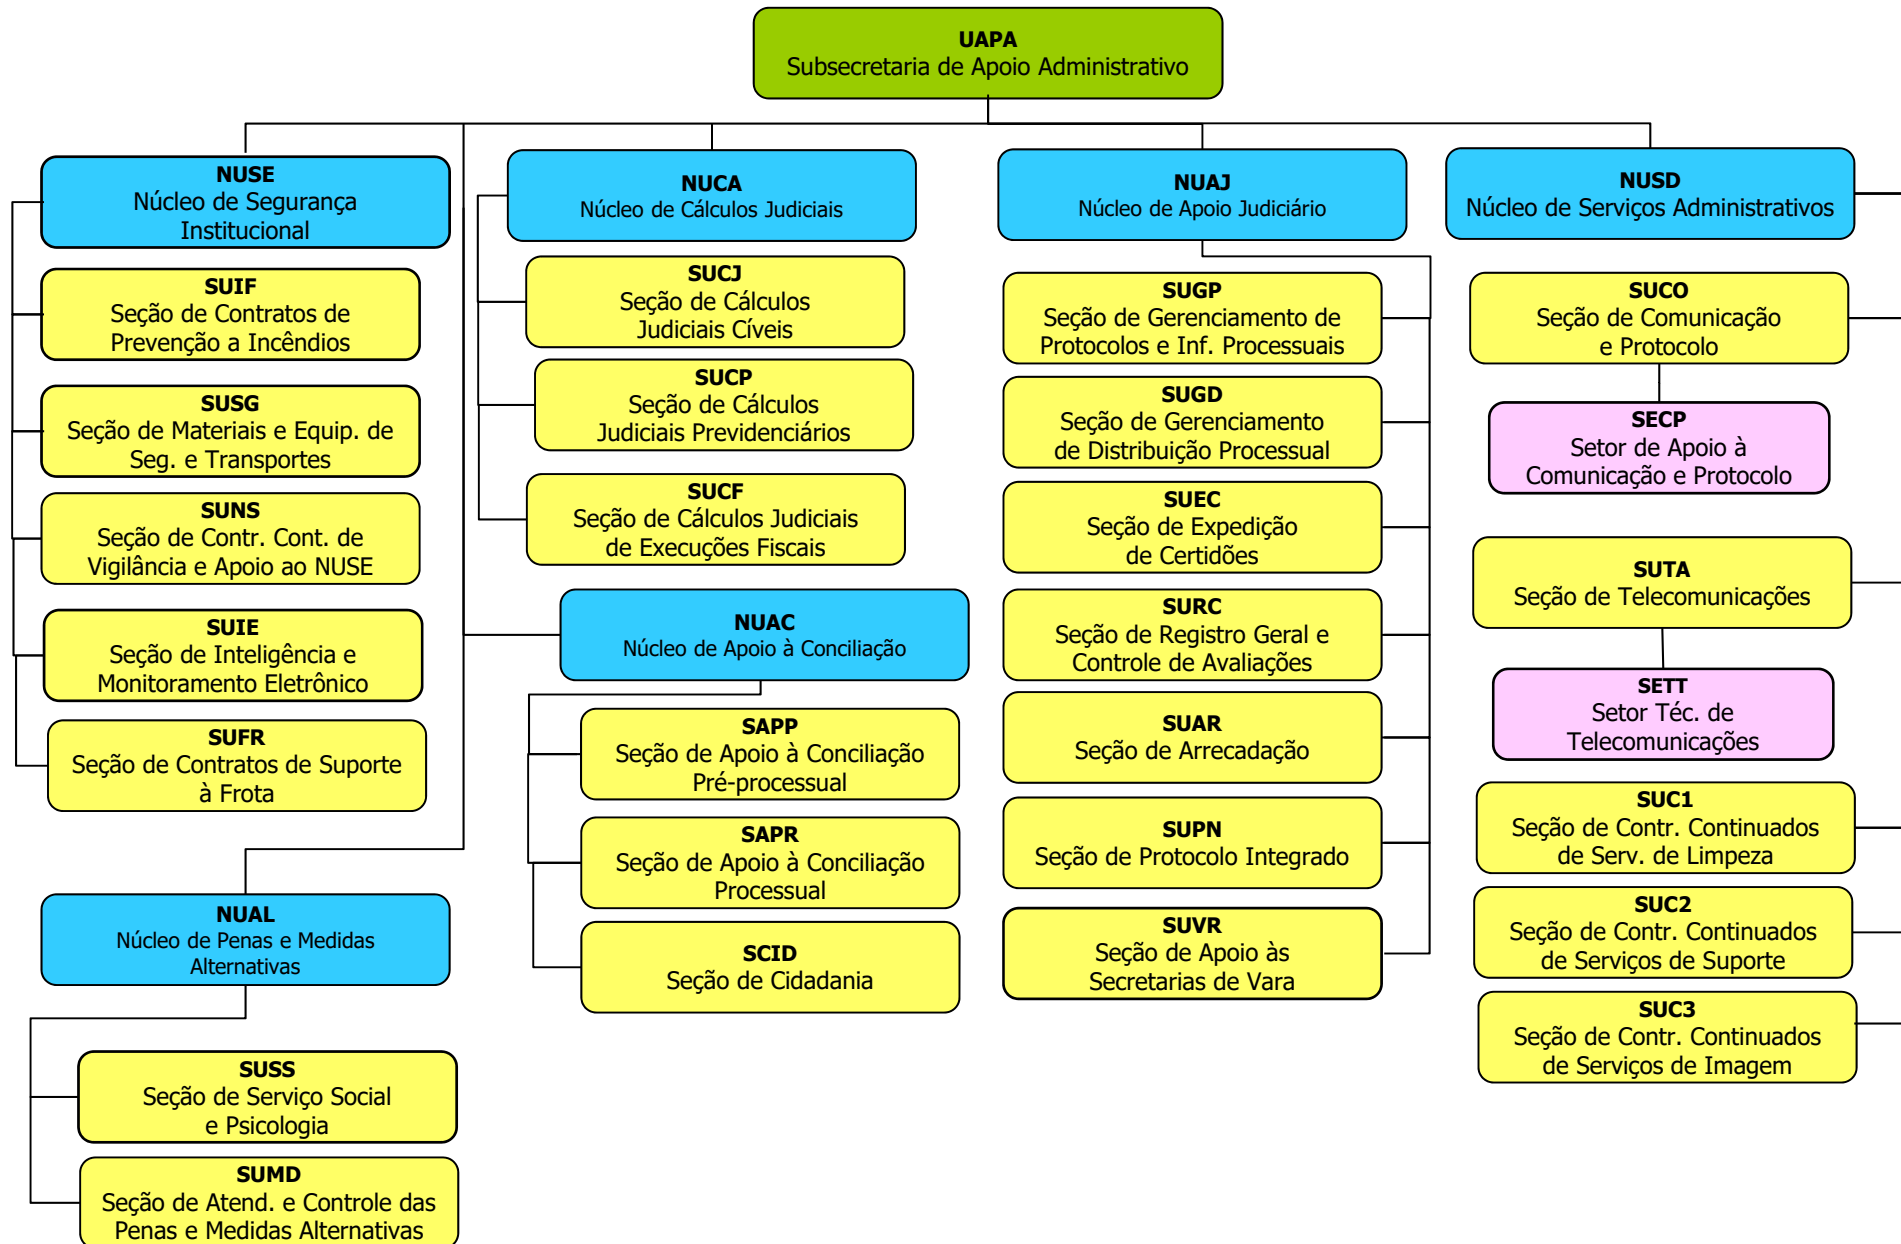 UAPA
Subsecretaria de Apoio Administrativo
NUSE
Núcleo de Segurança
Institucional
SUIF
Seção de Contratos de
Prevenção a Incêndios
SUSG
Seção de Materiais e Equip. de
Seg. e Transportes
SUNS
Seção de Contr. Cont. de
Vigilância e Apoio ao NUSE
SUIE
Seção de Inteligência e
Monitoramento Eletrônico
SUFR
Seção de Contratos de Suporte
à Frota
NUAL
Núcleo de Penas e Medidas
Alternativas
SUSS
Seção de Serviço Social
e Psicologia
SUMD
Seção de Atend. e Controle das
Penas e Medidas Alternativas
NUCA
Núcleo de Cálculos Judiciais
SUCJ
Seção de Cálculos
Judiciais Cíveis
SUCP
Seção de Cálculos
Judiciais Previdenciários
SUCF
Seção de Cálculos Judiciais
de Execuções Fiscais
NUAC
Núcleo de Apoio à Conciliação
SAPP
Seção de Apoio à Conciliação
Pré-processual
SAPR
Seção de Apoio à Conciliação
Processual
SCID
Seção de Cidadania
NUAJ
Núcleo de Apoio Judiciário
SUGP
Seção de Gerenciamento de
Protocolos e Inf. Processuais
SUGD
Seção de Gerenciamento
de Distribuição Processual
SUEC
Seção de Expedição
de Certidões
SURC
Seção de Registro Geral e
Controle de Avaliações
SUAR
Seção de Arrecadação
SUPN
Seção de Protocolo Integrado
SUVR
Seção de Apoio às
Secretarias de Vara
NUSD
Núcleo de Serviços Administrativos
SUCO
Seção de Comunicação
e Protocolo
SECP
Setor de Apoio à
Comunicação e Protocolo
SUTA
Seção de Telecomunicações
SETT
Setor Téc. de
Telecomunicações
SUC1
Seção de Contr. Continuados
de Serv. de Limpeza
SUC2
Seção de Contr. Continuados
de Serviços de Suporte
SUC3
Seção de Contr. Continuados
de Serviços de Imagem